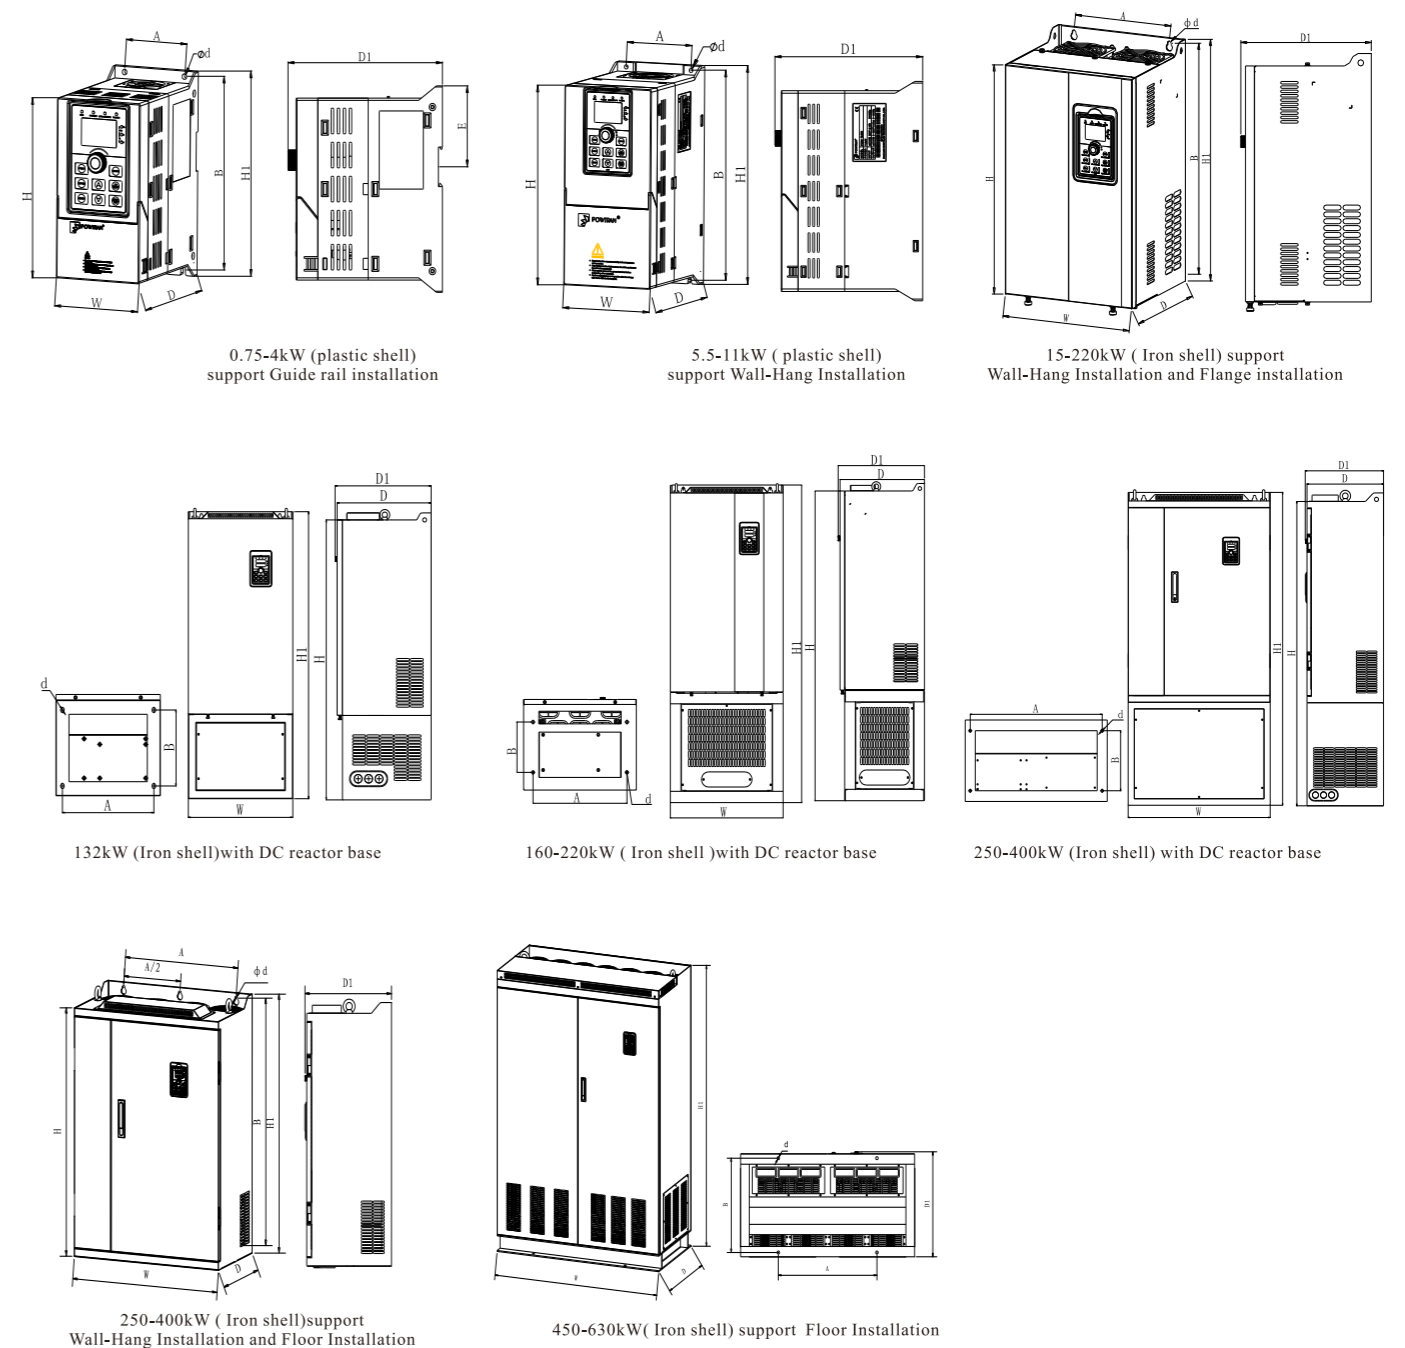 A
ød
D1
E
H
B
H1
W
D
0.75-4kW (plastic shell)
support Guide rail installation
A
ød
D1
H
B
H1
W
D
POWTRAN
5.5-11kW ( plastic shell)
support Wall-Hang Installation
A
ϕd
D1
H
B
H1
W
D
15-220kW ( Iron shell) support
Wall-Hang Installation and Flange installation
D1
D
H1
H
d
B
A
W
132kW (Iron shell)with DC reactor base
D1
D
H1
H
B
A
d
W
160-220kW ( Iron shell )with DC reactor base
D1
D
H1
H
A
d
B
W
250-400kW (Iron shell) with DC reactor base
A
A/2
ϕd
D1
H
B
H1
W
D
250-400kW ( Iron shell)support
Wall-Hang Installation and Floor Installation
H1
W
D
d
B
D1
A
450-630kW( Iron shell) support Floor Installation